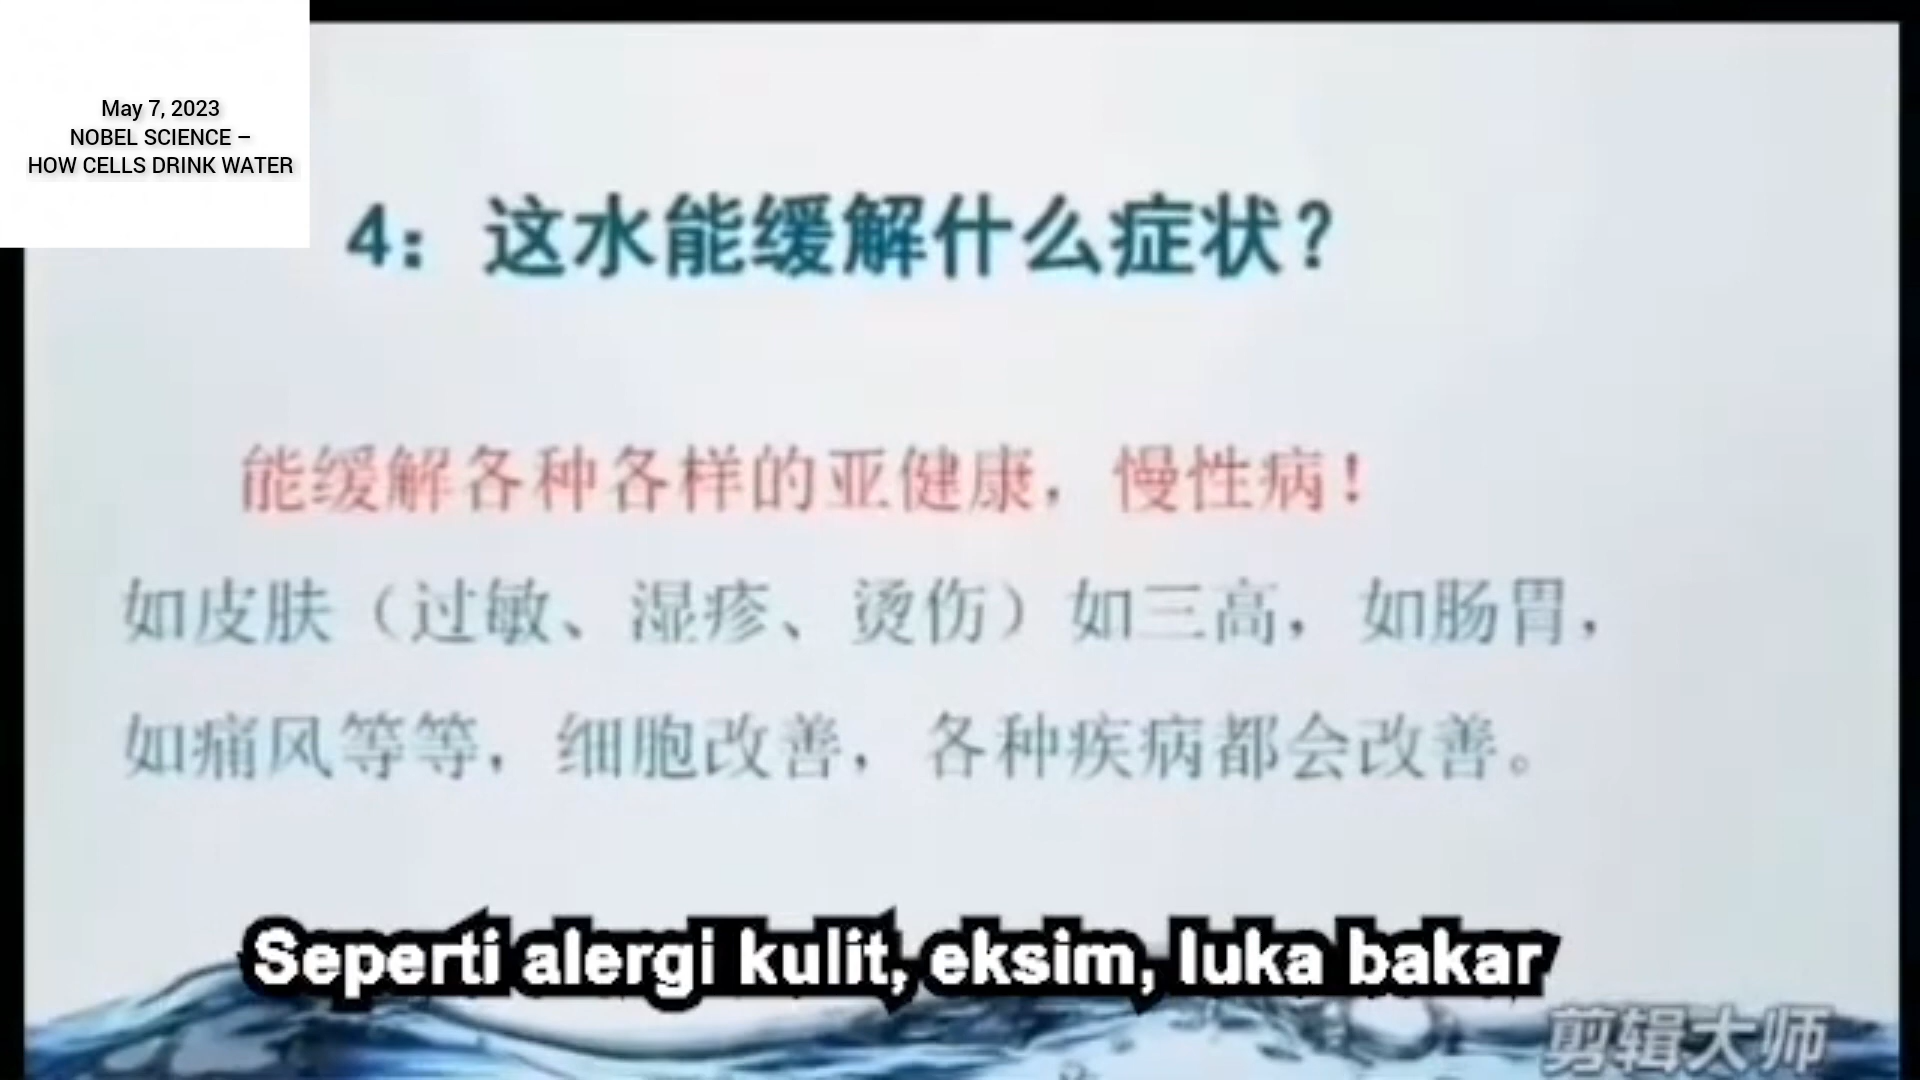 May 7, 2023
NOBEL SCIENCE –
HOW CELLS DRINK WATER
4：这水能缓解什么症状？
能缓解各种各样的亚健康，慢性病！
如皮肤（过敏、湿疹、烫伤）如三高，如肠胃，
如痛风等等，细胞改善，各种疾病都会改善。
Seperti alergi kulit, eksim, luka bakar
剪辑大师